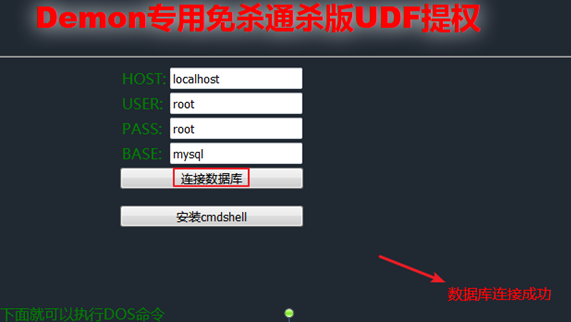 Demon专用免杀通杀版UDF提权
HOST: localhost
USER: root
PASS: root
BASE: mysql
连接数据库
安装cmdshell
数据库连接成功
下面就可以执行DOS命令